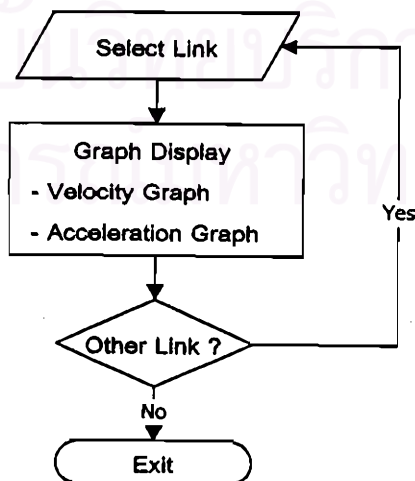 Select Link
Graph Display
- Velocity Graph
- Acceleration Graph
Yes
Other Link ?
No
Exit